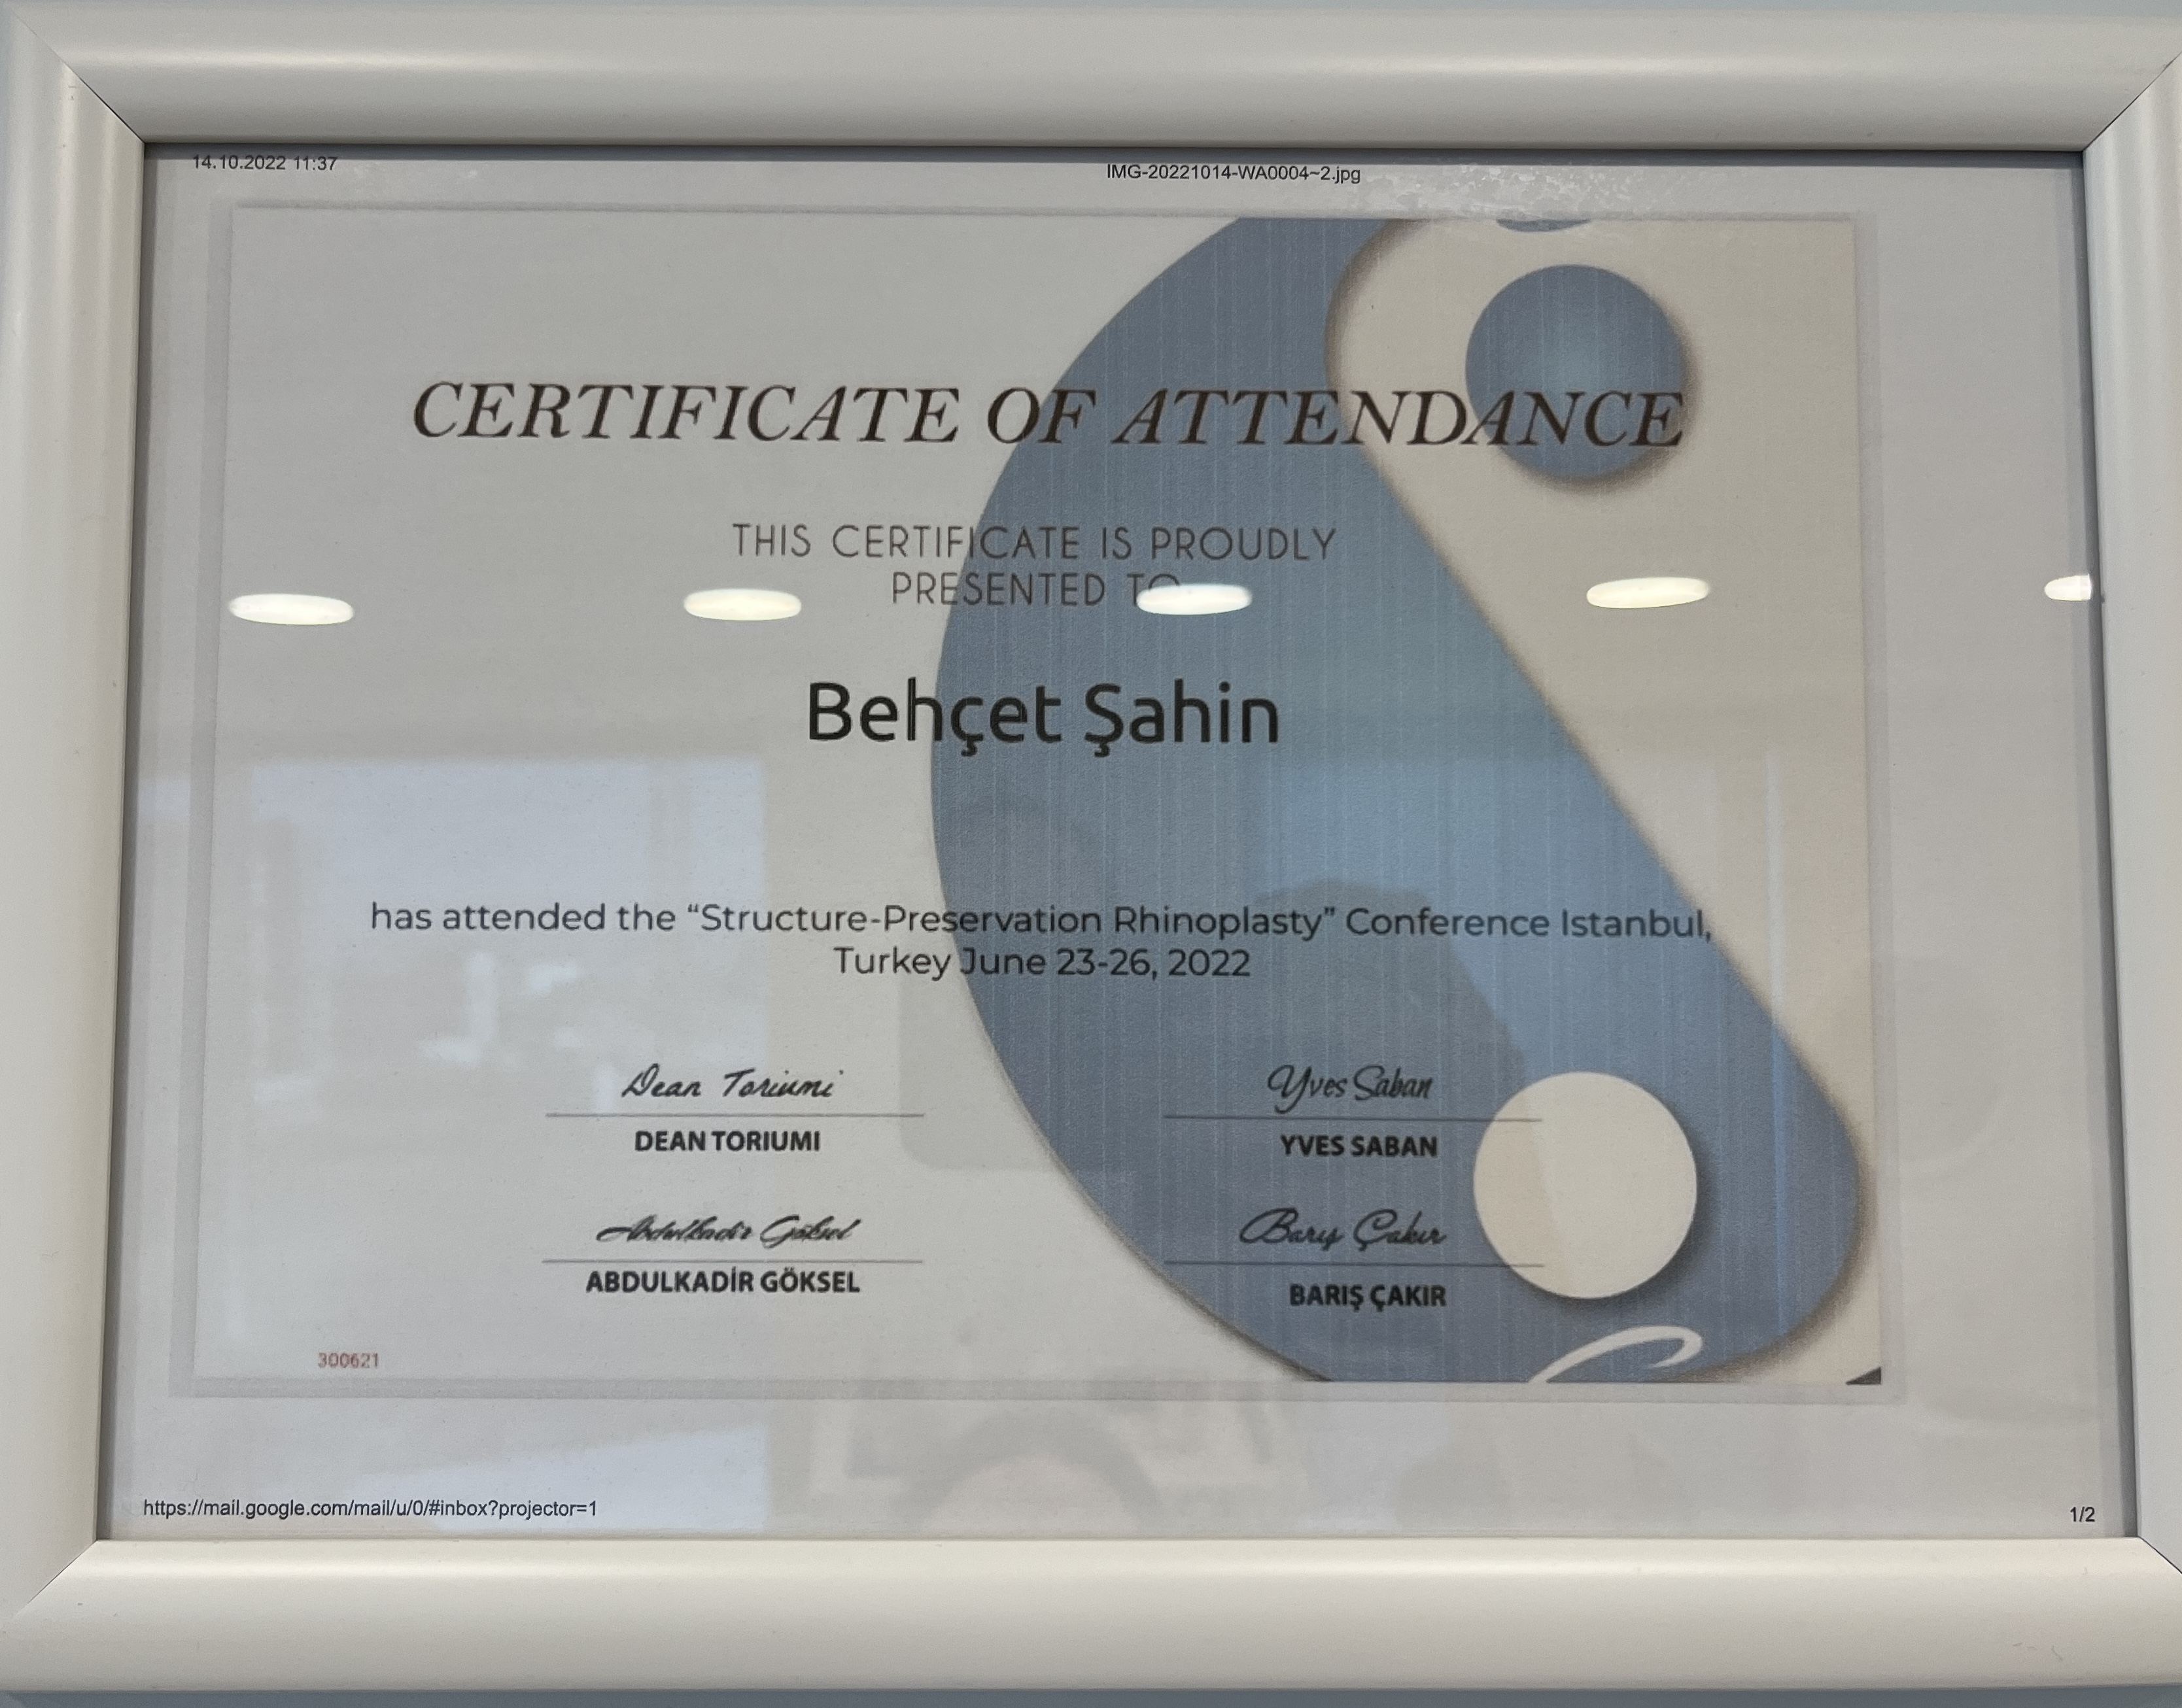 14.10.2022 11:37
IMG-20221014-WA0004~2.jpg
CERTIFICATE OF ATTENDANCE
THIS CERTIFICATE IS PROUDLY
PRESENTED TO
Behçet Şahin
has attended the “Structure-Preservation Rhinoplasty” Conference Istanbul,
Turkey June 23-26, 2022
Dean Toriumi
DEAN TORIUMI
Yves Saban
YVES SABAN
Abdulkadir Göksel
ABDULKADİR GÖKSEL
Barış Çakır
BARIŞ ÇAKIR
300621
https://mail.google.com/mail/u/0/#inbox?projector=1
1/2